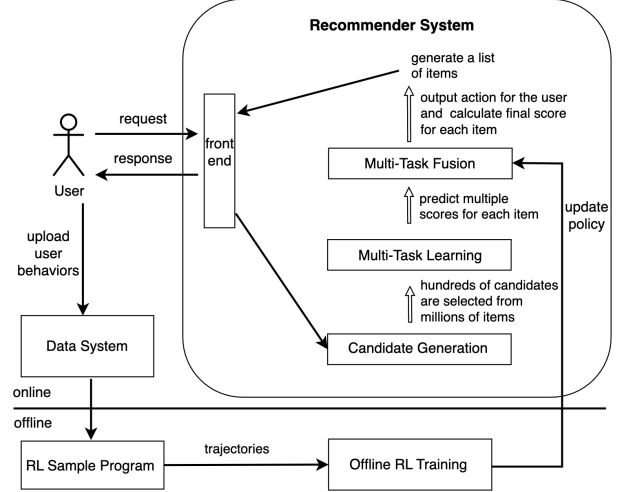 Recommender System
generate a list
of items
output action for the user
and calculate final score
for each item
request
front
end
Multi-Task Fusion
response
User
predict multiple
scores for each item
update
policy
upload
user
behaviors
Multi-Task Learning
hundreds of candidates
are selected from
millions of items
Data System
Candidate Generation
online
offline
RL Sample Program
trajectories
Offline RL Training